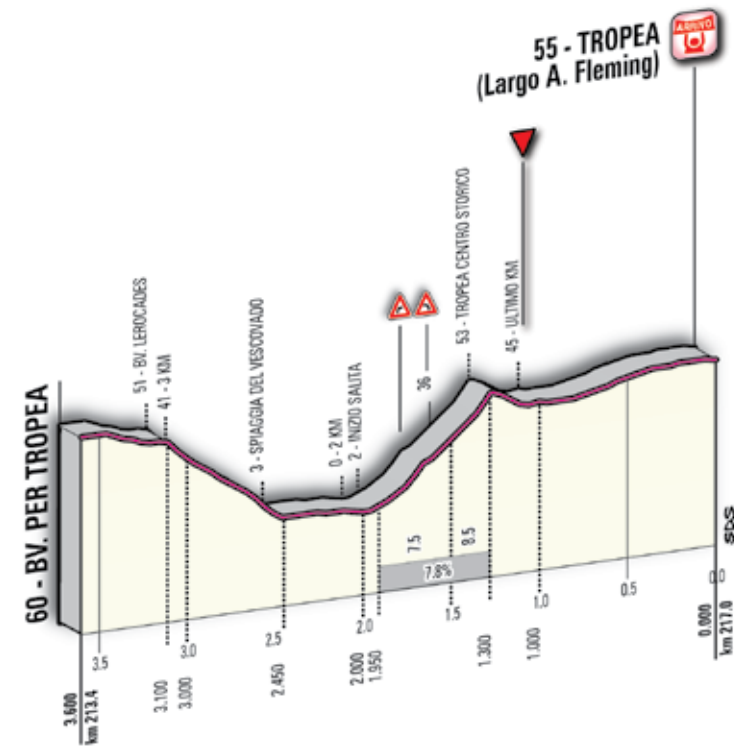 ARRIVO
55 - TROPEA
(Largo A. Fleming)
60 - BV. PER TROPEA
51 - BV. LEROCADES
41 - 3 KM
3 - SPIAGGIA DEL VESCOVADO
0 - 2 KM
2 - INIZIO SALITA
36
53 - TROPEA CENTRO STORICO
45 - ULTIMO KM
7.5
8.5
7.8%
SDS
3.5
3.0
2.5
2.0
1.5
1.0
0.5
0.0
3.600
km 213.4
3.100
3.000
2.450
2.000
1.950
1.300
1.000
0.000
km 217.0